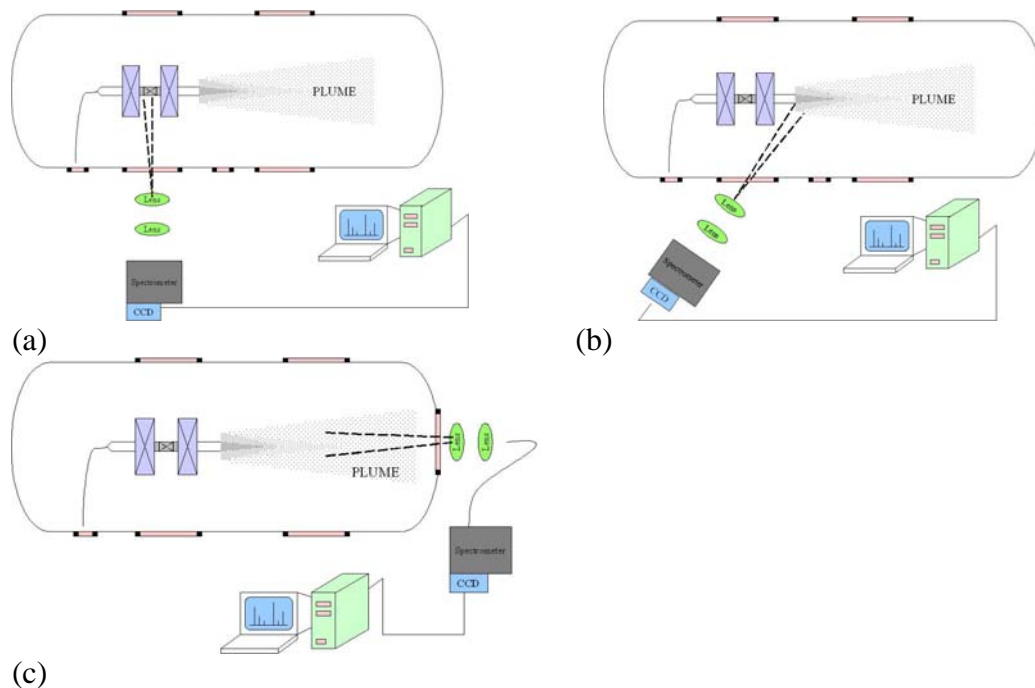 PLUME
Lens
Lens
Spectrometer
CCD
(a)
PLUME
Lens
Lens
Spectrometer
CCD
(b)
PLUME
Lens
Lens
Spectrometer
CCD
(c)